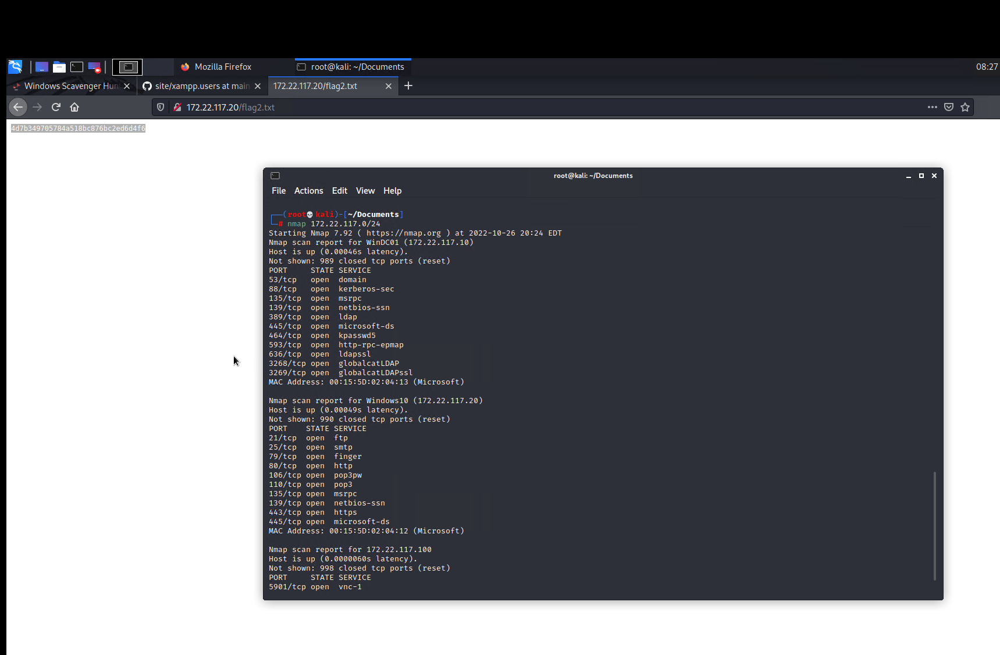 Mozilla Firefox
root@kali: ~/Documents
08:27
Windows Scavenger Hun
site/xampp.users at main
172.22.117.20/flag2.txt
172.22.117.20/flag2.txt
4d7b349705784a518bc876bc2ed6d4f6
root@kali: ~/Documents
File Actions Edit View Help
(root💀kali)-[~/Documents]
# nmap 172.22.117.0/24
Starting Nmap 7.92 ( https://nmap.org ) at 2022-10-26 20:24 EDT
Nmap scan report for WinDC01 (172.22.117.10)
Host is up (0.00046s latency).
Not shown: 989 closed tcp ports (reset)
PORT STATE SERVICE
53/tcp open domain
88/tcp open kerberos-sec
135/tcp open msrpc
139/tcp open netbios-ssn
389/tcp open ldap
445/tcp open microsoft-ds
464/tcp open kpasswd5
593/tcp open http-rpc-epmap
636/tcp open ldapssl
3268/tcp open globalcatLDAP
3269/tcp open globalcatLDAPssl
MAC Address: 00:15:5D:02:04:13 (Microsoft)
Nmap scan report for Windows10 (172.22.117.20)
Host is up (0.00049s latency).
Not shown: 990 closed tcp ports (reset)
PORT STATE SERVICE
21/tcp open ftp
25/tcp open smtp
79/tcp open finger
80/tcp open http
106/tcp open pop3pw
110/tcp open pop3
135/tcp open msrpc
139/tcp open netbios-ssn
443/tcp open https
445/tcp open microsoft-ds
MAC Address: 00:15:5D:02:04:12 (Microsoft)
Nmap scan report for 172.22.117.100
Host is up (0.0000060s latency).
Not shown: 998 closed tcp ports (reset)
PORT STATE SERVICE
5901/tcp open vnc-1